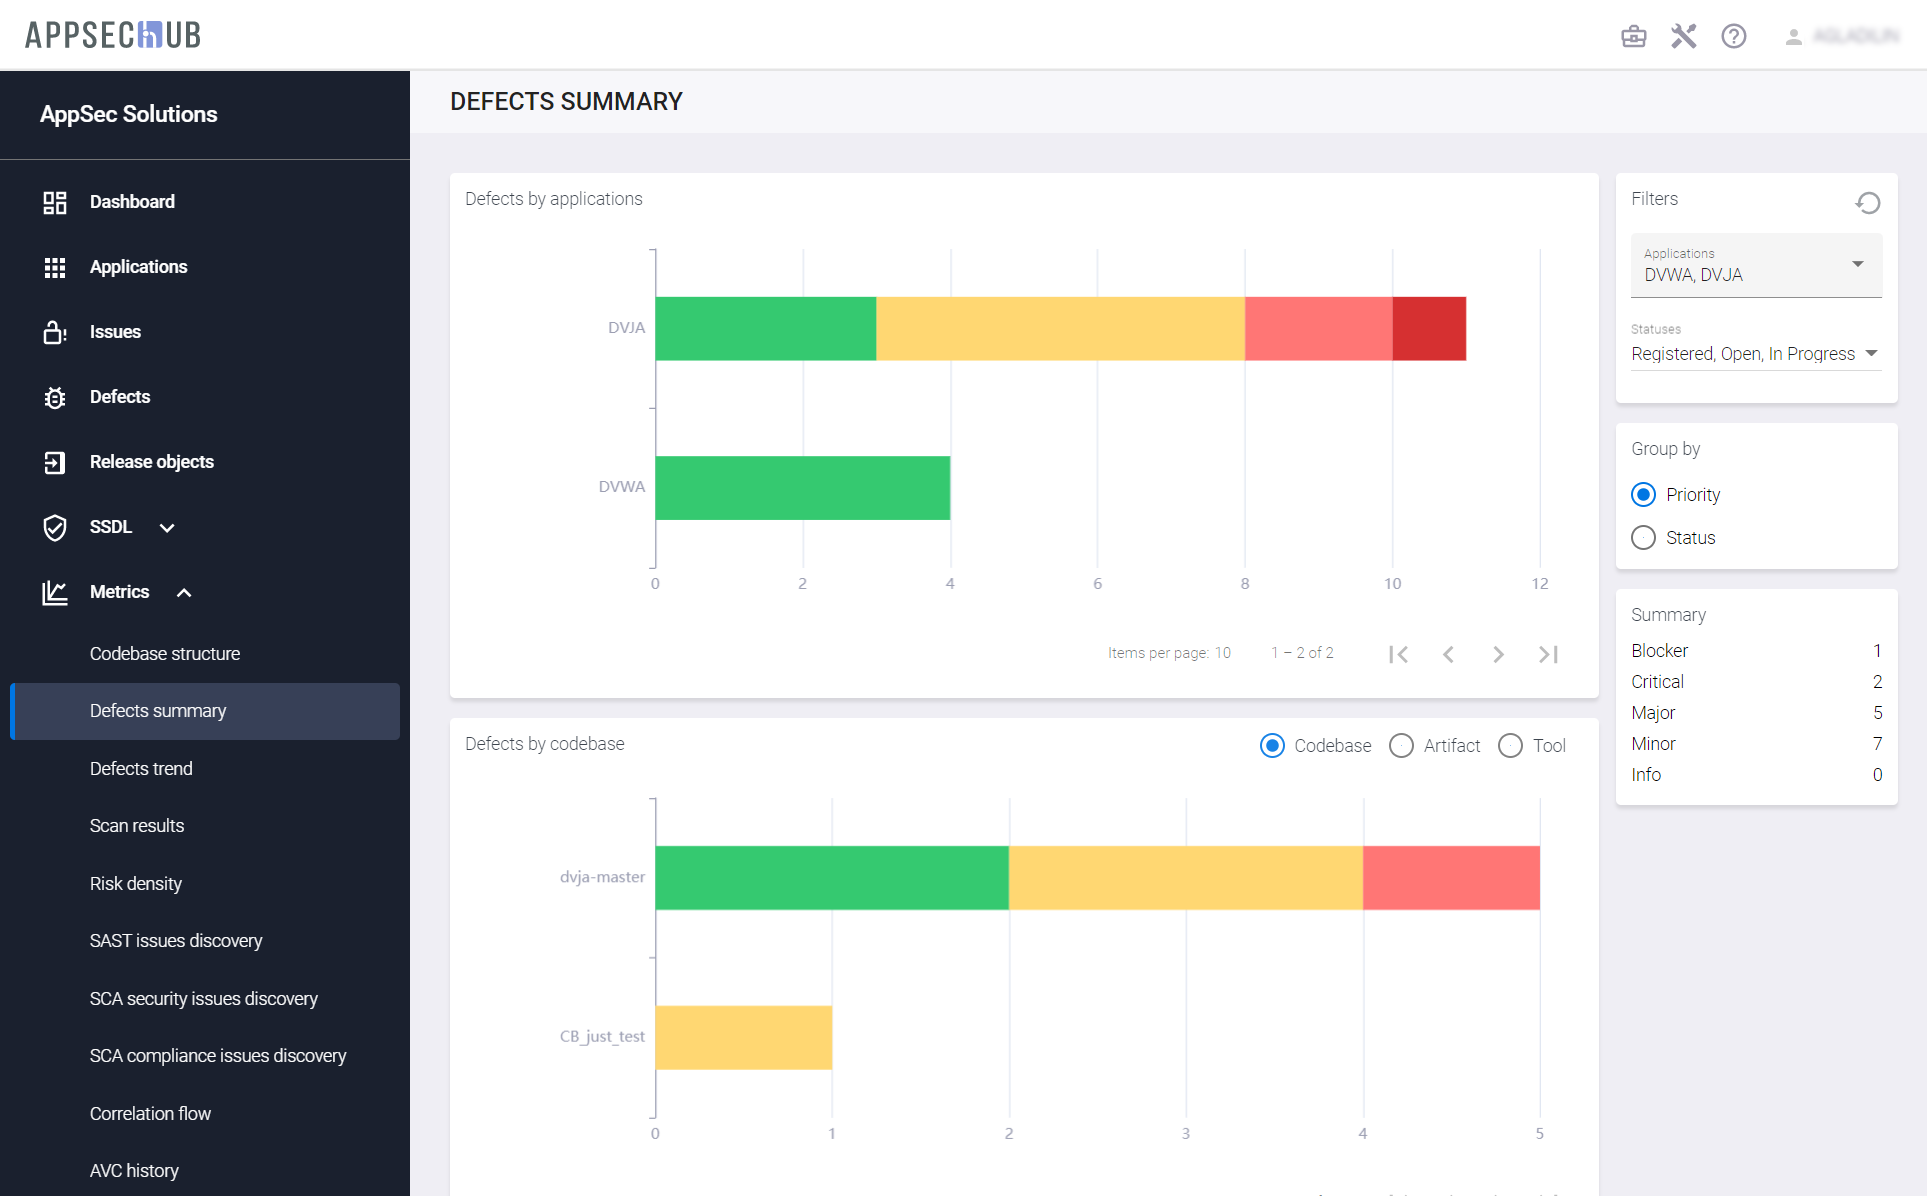 APPSECHUB
AppSec Solutions
Dashboard
Applications
Issues
Defects
Release objects
SSDL
Metrics
Codebase structure
Defects summary
Defects trend
Scan results
Risk density
SAST issues discovery
SCA security issues discovery
SCA compliance issues discovery
Correlation flow
AVC history
DEFECTS SUMMARY
Defects by applications
DVJA
DVWA
0 2 4 6 8 10 12
Items per page: 10 1 – 2 of 2
Defects by codebase
Codebase Artifact Tool
dvja-master
CB_just_test
0 1 2 3 4 5
Filters
Applications
DVWA, DVJA
Statuses
Registered, Open, In Progress
Group by
Priority
Status
Summary
Blocker 1
Critical 2
Major 5
Minor 7
Info 0